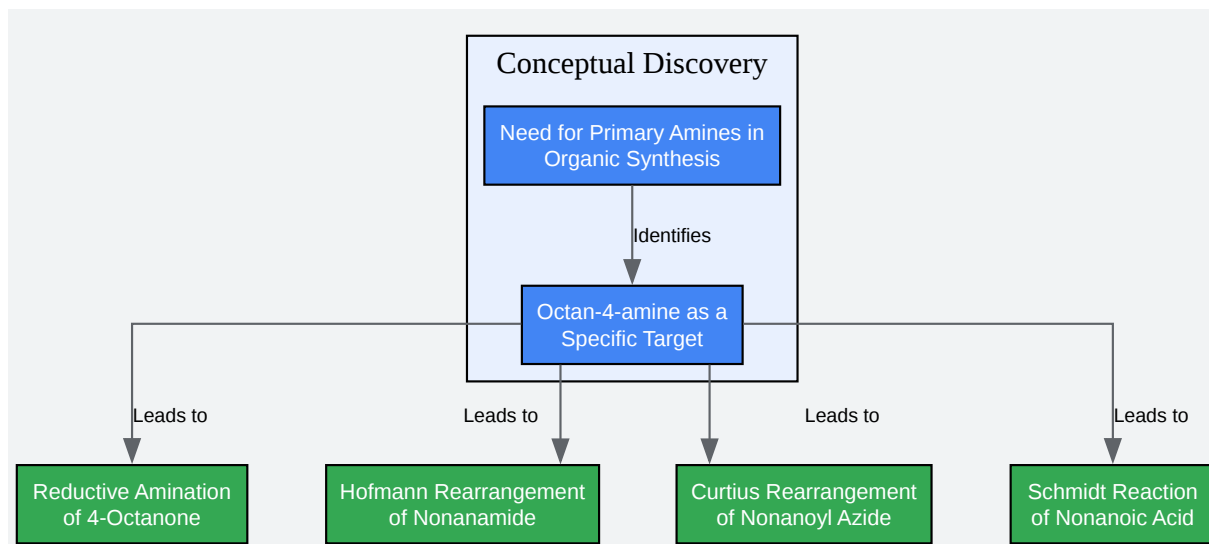 Conceptual Discovery
Need for Primary Amines in
Organic Synthesis
Identifies
Octan-4-amine as a
Specific Target
Leads to
Leads to
Leads to
Leads to
Reductive Amination
of 4-Octanone
Hofmann Rearrangement
of Nonanamide
Curtius Rearrangement
of Nonanoyl Azide
Schmidt Reaction
of Nonanoic Acid